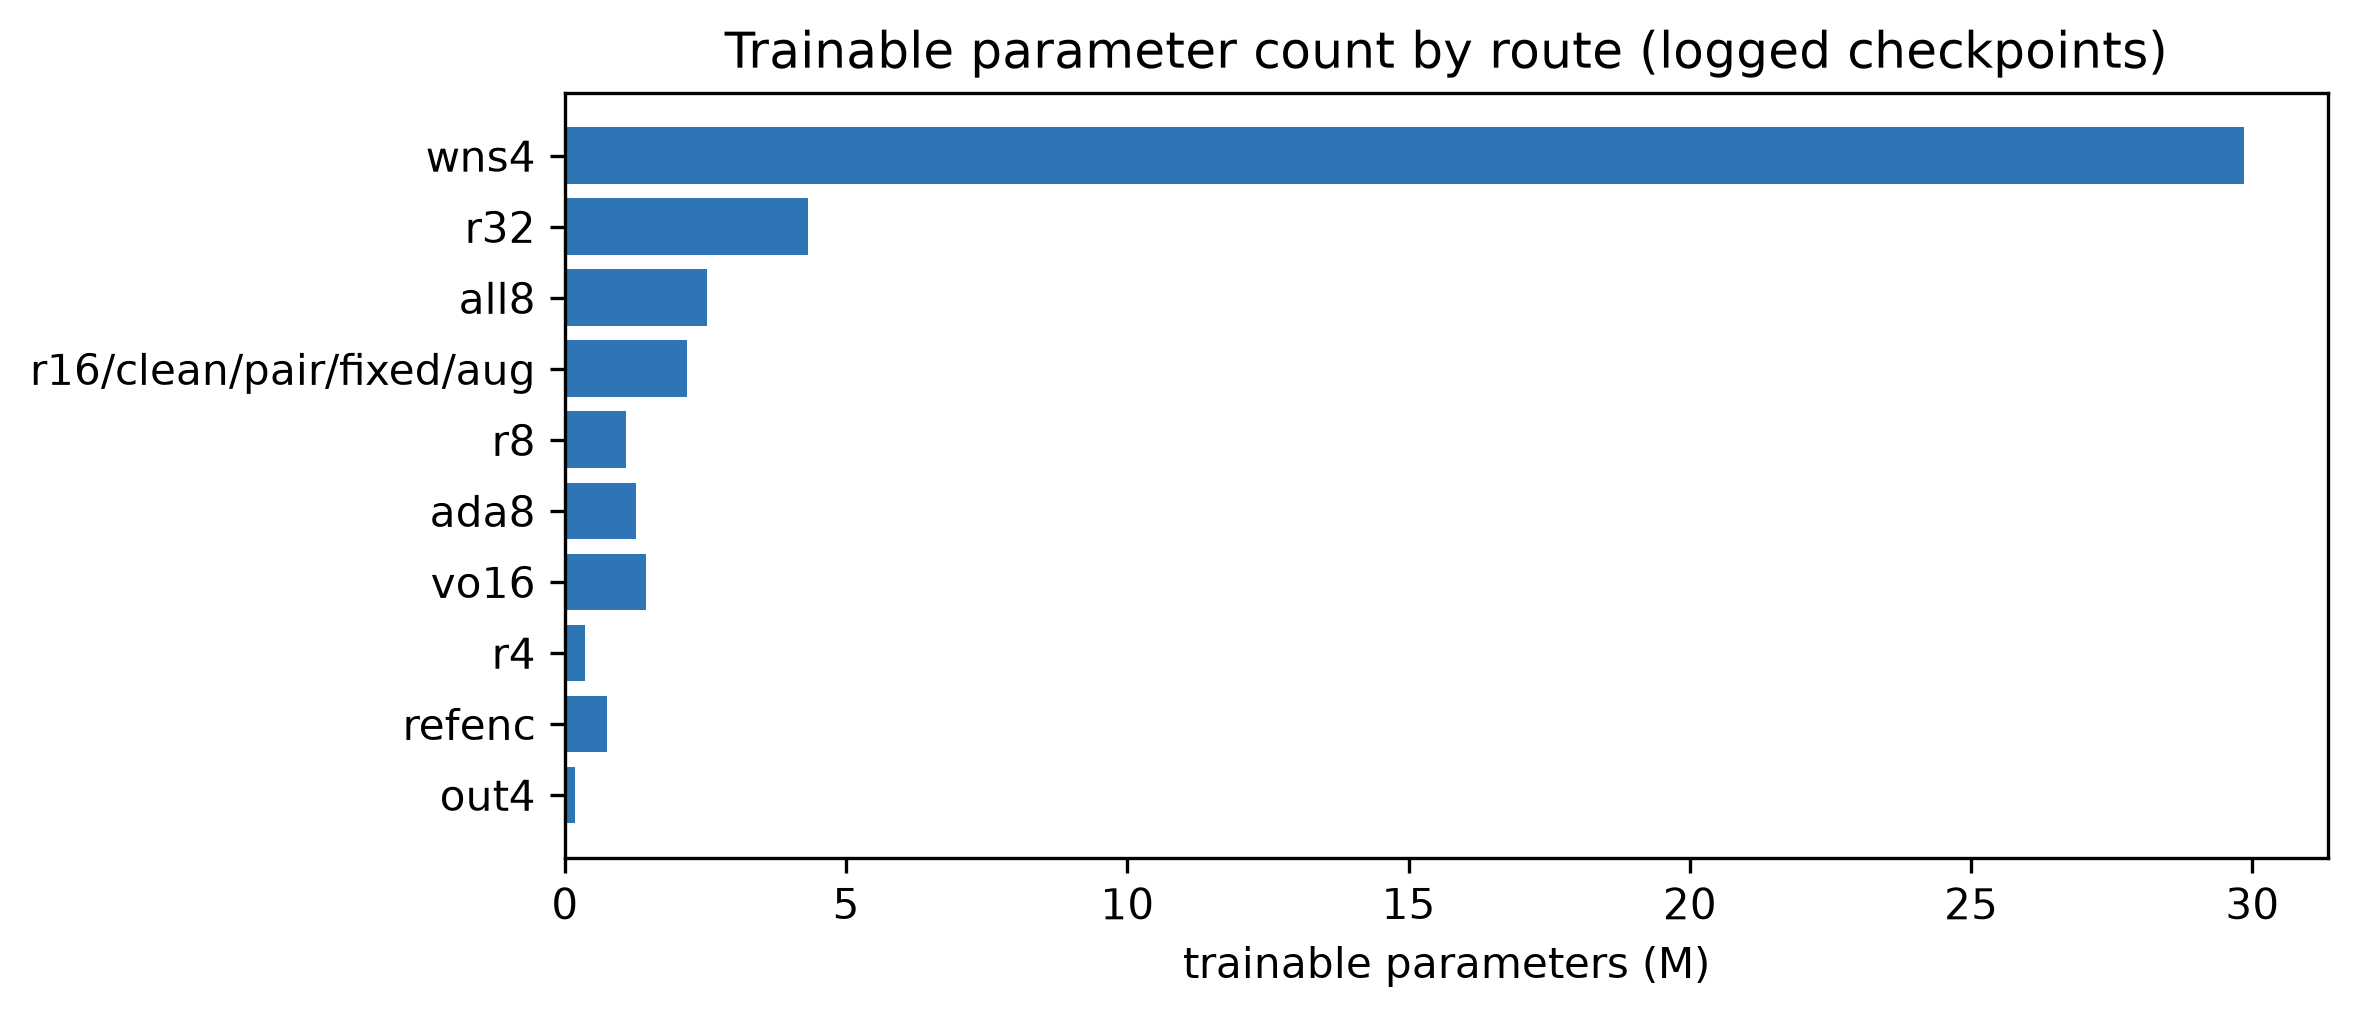 Trainable parameter count by route (logged checkpoints)
wns4
r32
all8
r16/clean/pair/fixed/aug
r8
ada8
vo16
r4
refenc
out4
0 5 10 15 20 25 30
trainable parameters (M)